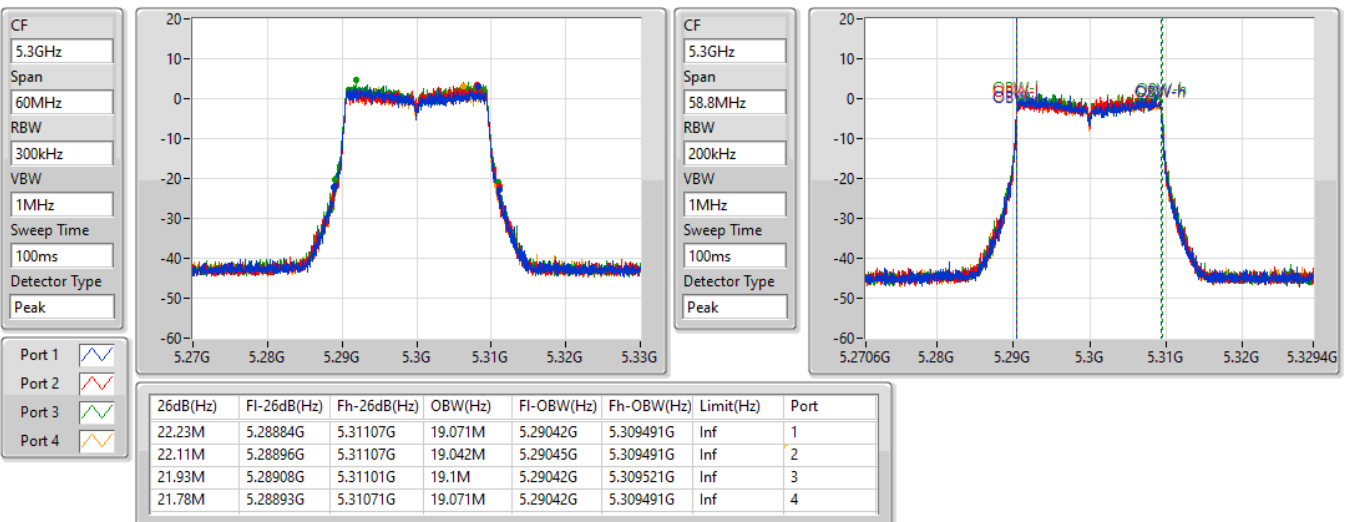 CF
5.3GHz
Span
60MHz
RBW
300kHz
VBW
1MHz
Sweep Time
100ms
Detector Type
Peak
20
10
0
-10
-20
-30
-40
-50
-60
5.27G 5.28G 5.29G 5.3G 5.31G 5.32G 5.33G
CF
5.3GHz
Span
58.8MHz
RBW
200kHz
VBW
1MHz
Sweep Time
100ms
Detector Type
Peak
20
10
0
-10
-20
-30
-40
-50
-60
OBW-l OBW-h
5.2706G 5.28G 5.29G 5.3G 5.31G 5.32G 5.3294G
Port 1
Port 2
Port 3
Port 4
26dB(Hz) Fl-26dB(Hz) Fh-26dB(Hz) OBW(Hz) Fl-OBW(Hz) Fh-OBW(Hz) Limit(Hz) Port
22.23M 5.28884G 5.31107G 19.071M 5.29042G 5.309491G Inf 1
22.11M 5.28896G 5.31107G 19.042M 5.29045G 5.309491G Inf 2
21.93M 5.28908G 5.31101G 19.1M 5.29042G 5.309521G Inf 3
21.78M 5.28893G 5.31071G 19.071M 5.29042G 5.309491G Inf 4